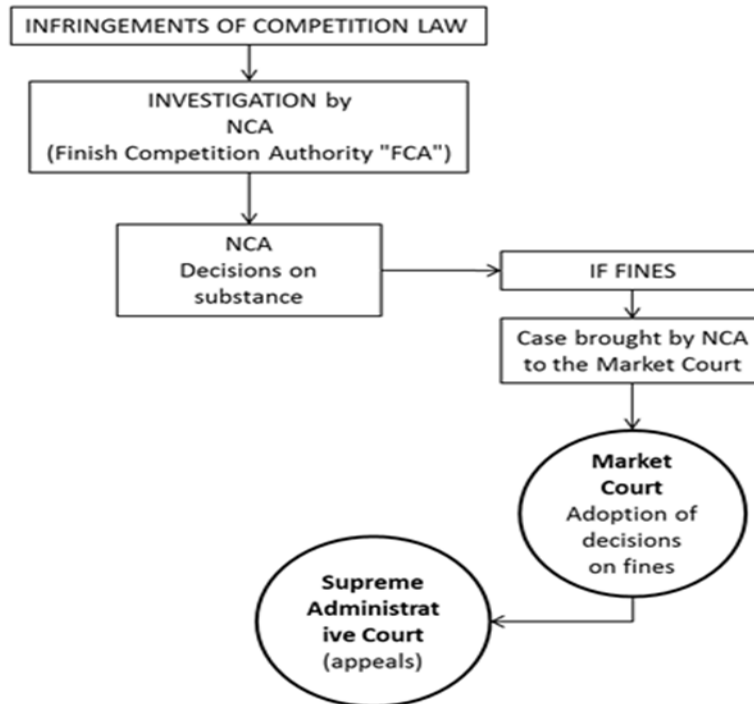 INFRINGEMENTS OF COMPETITION LAW
INVESTIGATION by
NCA
(Finish Competition Authority "FCA")
NCA
Decisions on
substance
IF FINES
Case brought by NCA
to the Market Court
Market
Court
Adoption of
decisions
on fines
Supreme
Administrat
ive Court
(appeals)